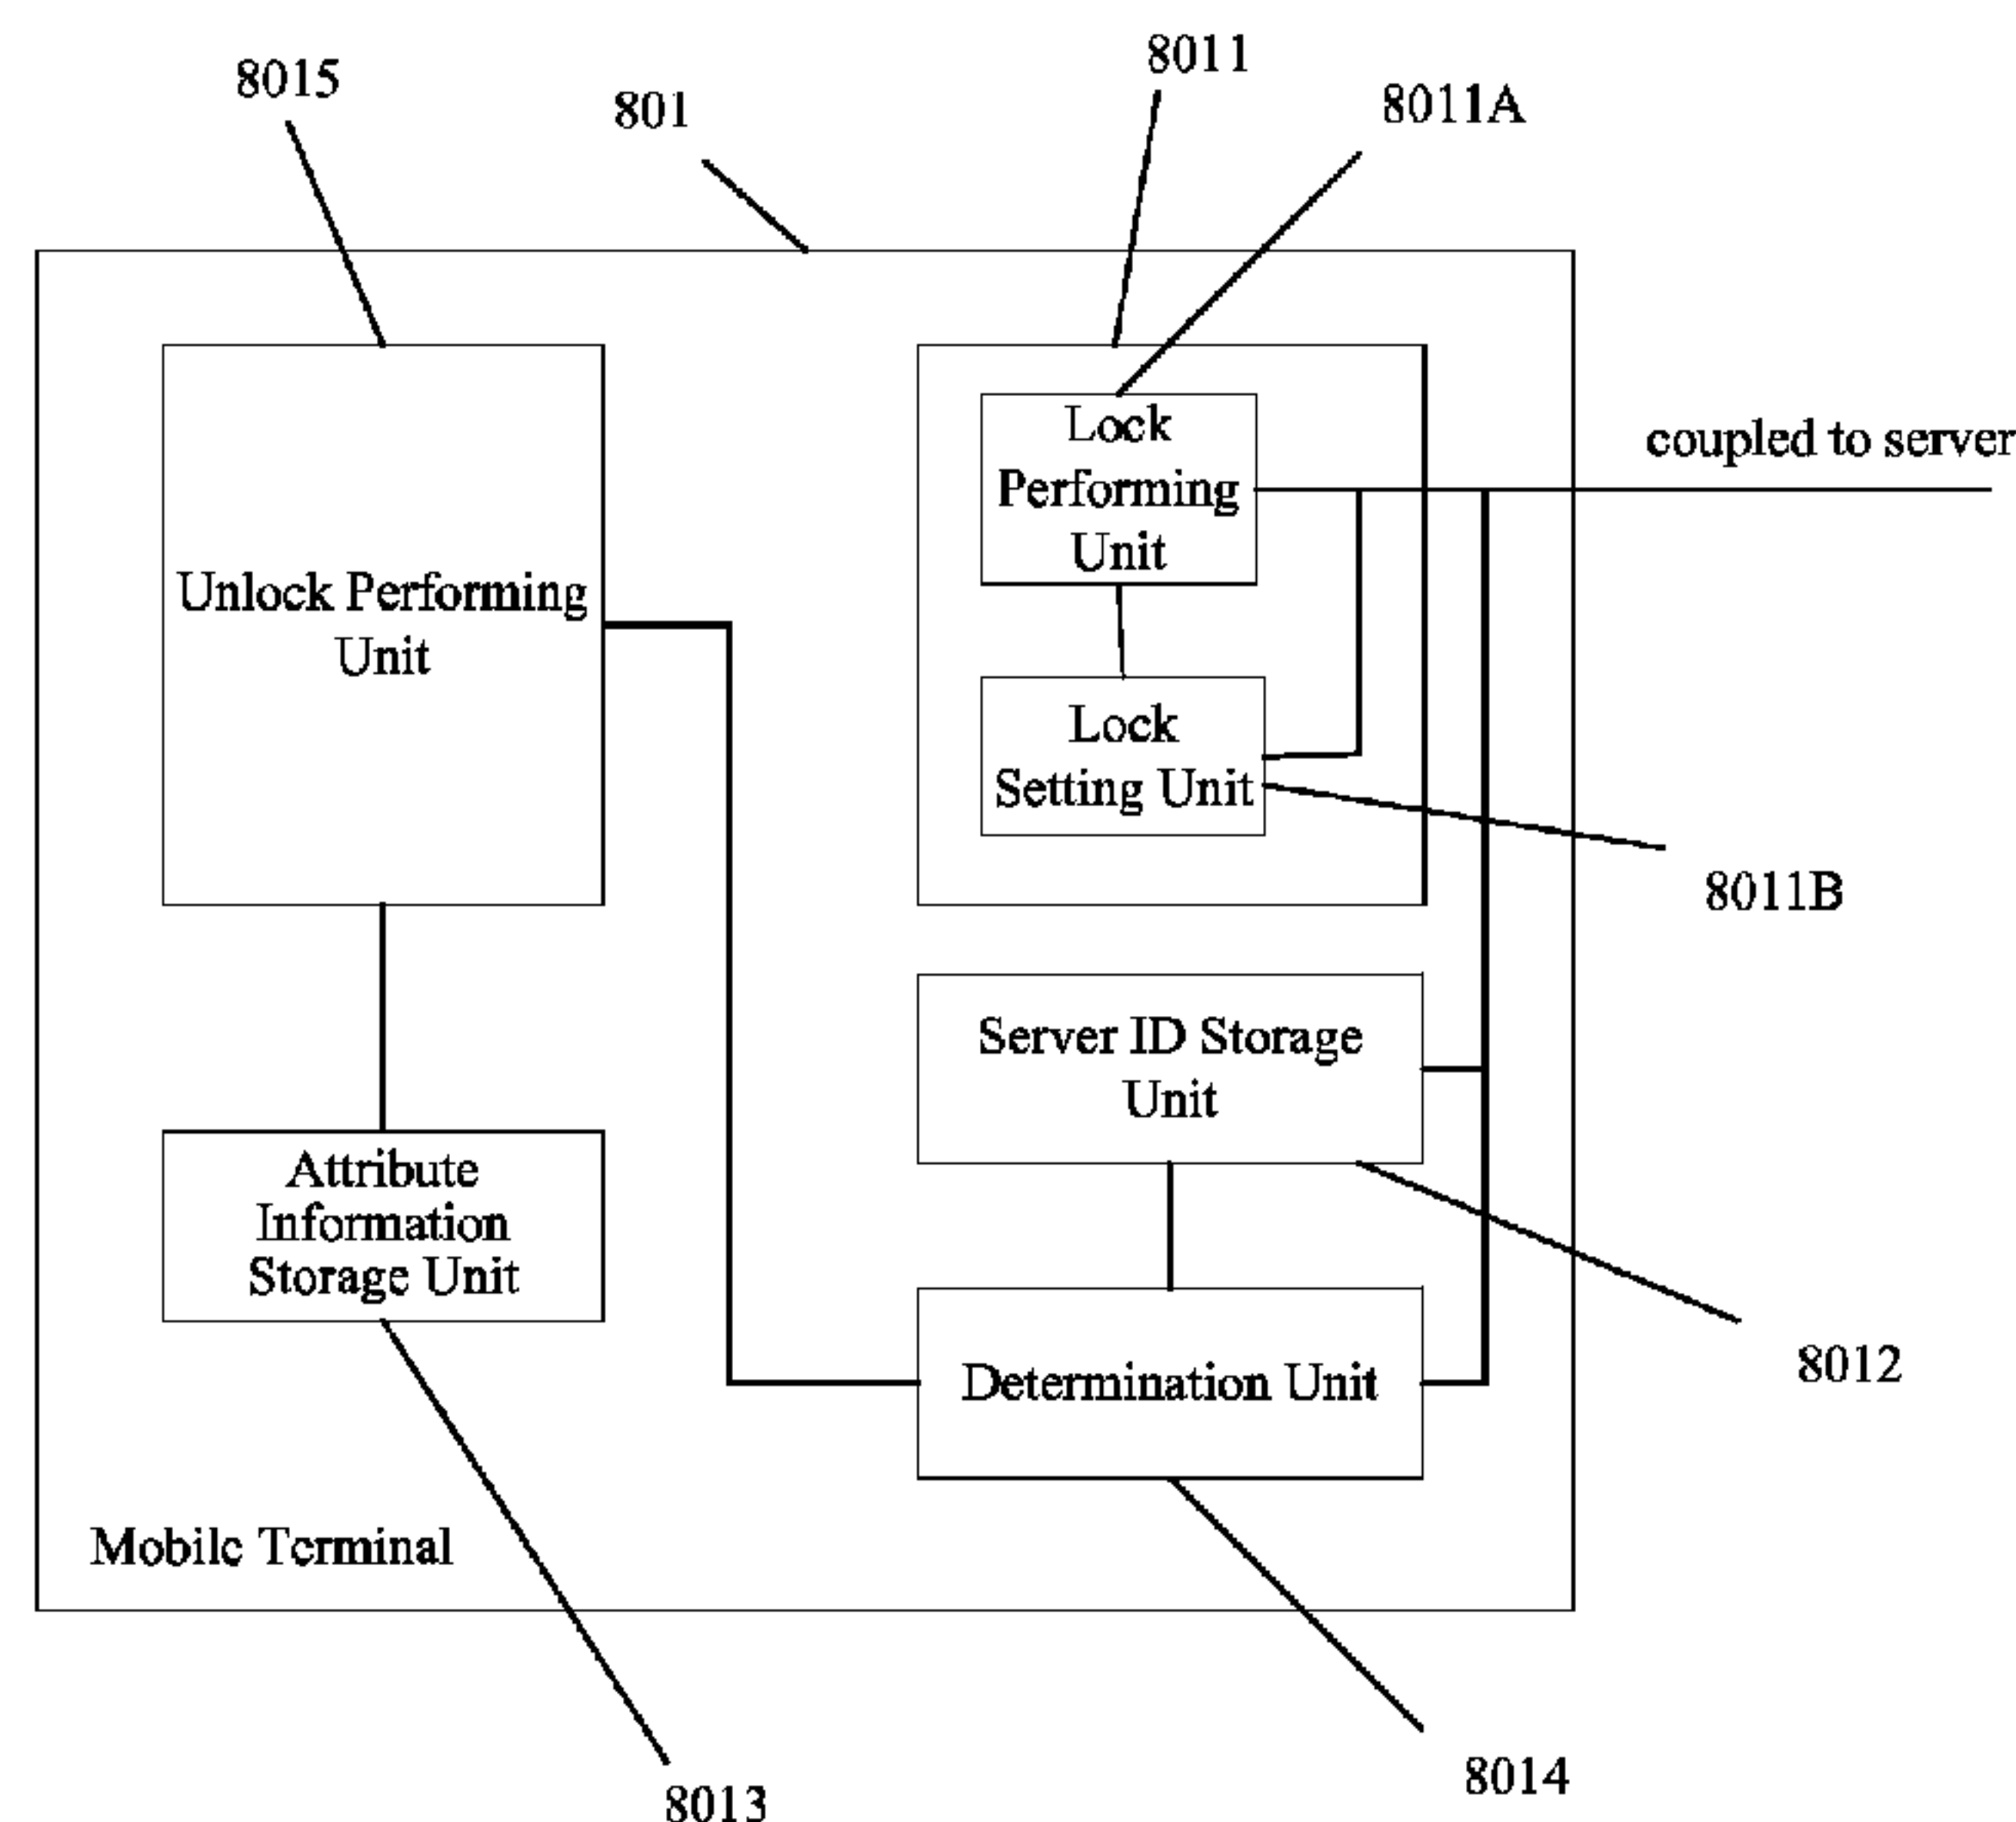 8015
801
8011
8011A
Lock
Performing
Unit
coupled to server
Unlock Performing
Unit
Lock
Setting Unit
8011B
Server ID Storage
Unit
Attribute
Information
Storage Unit
8012
Determination Unit
Mobile Terminal
8013
8014